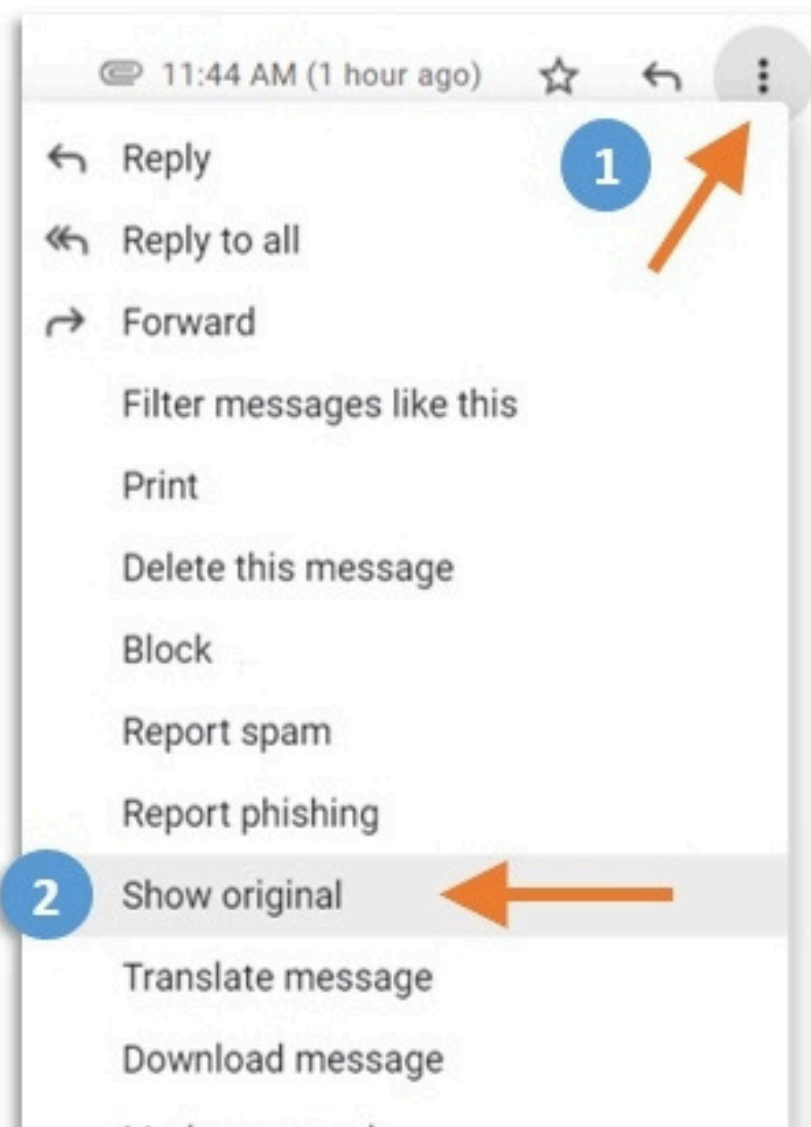 11:44 AM (1 hour ago)
1
Reply
Reply to all
Forward
Filter messages like this
Print
Delete this message
Block
Report spam
Report phishing
2 Show original
Translate message
Download message